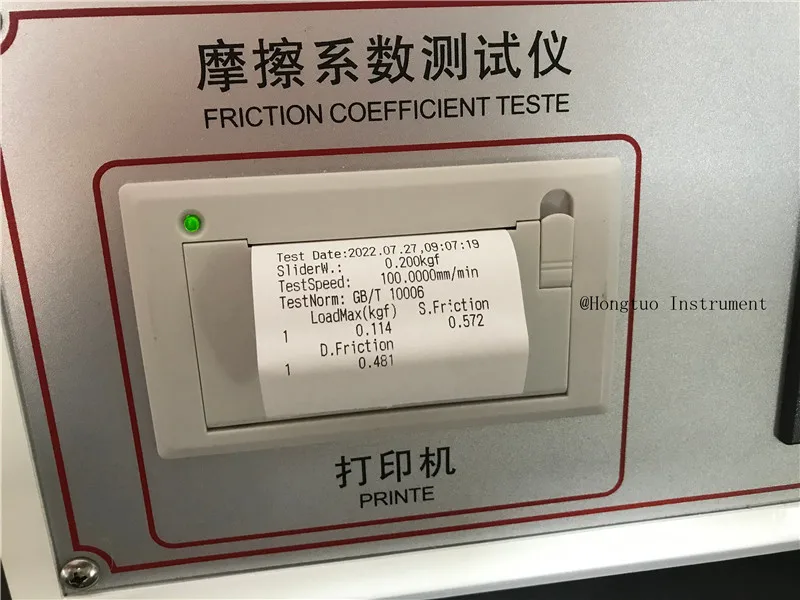 摩擦系数测试仪
FRICTION COEFFICIENT TESTE
Test Date:2022.07.27,09:07:19
SliderW.: 0.200kgf
TestSpeed: 100.0000mm/min
TestNorm: GB/T 10006
LoadMax(kgf) S.Friction
1 0.114 0.572
D.Friction
1 0.481
@Hongtuo Instrument
打印机
PRINTE